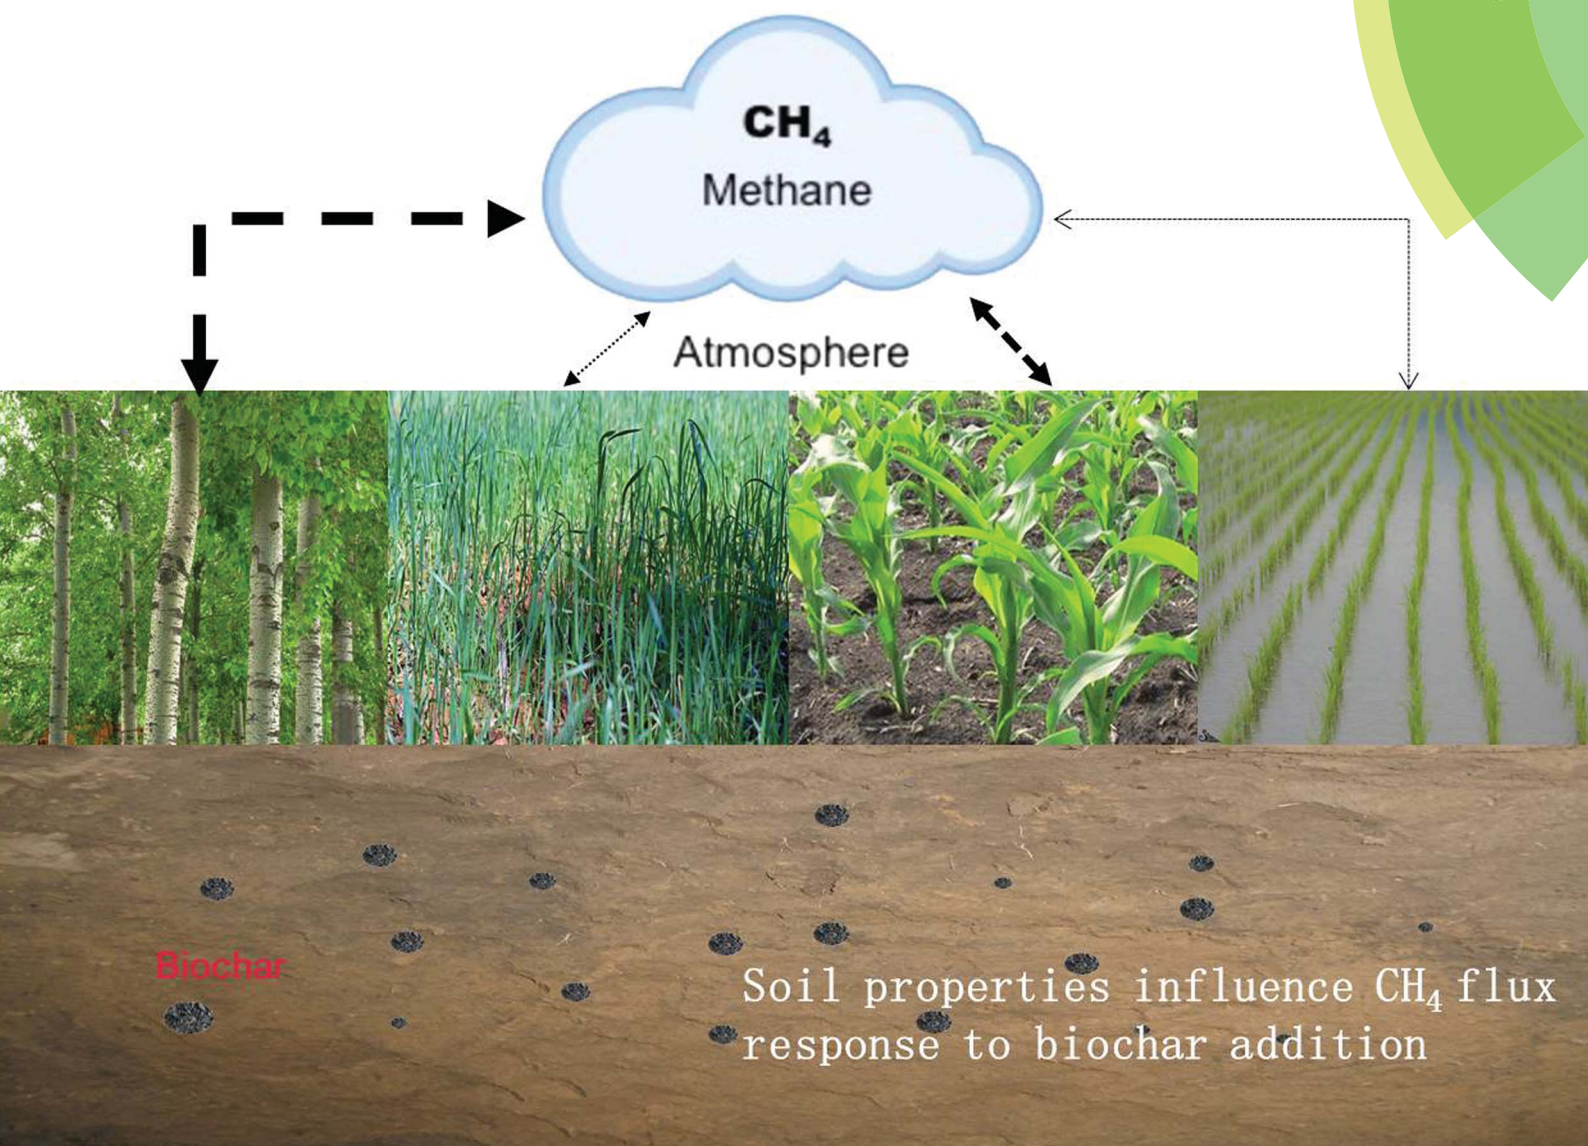 CH₄
Methane
Atmosphere
Biochar
Soil properties influence CH₄ flux
response to biochar addition